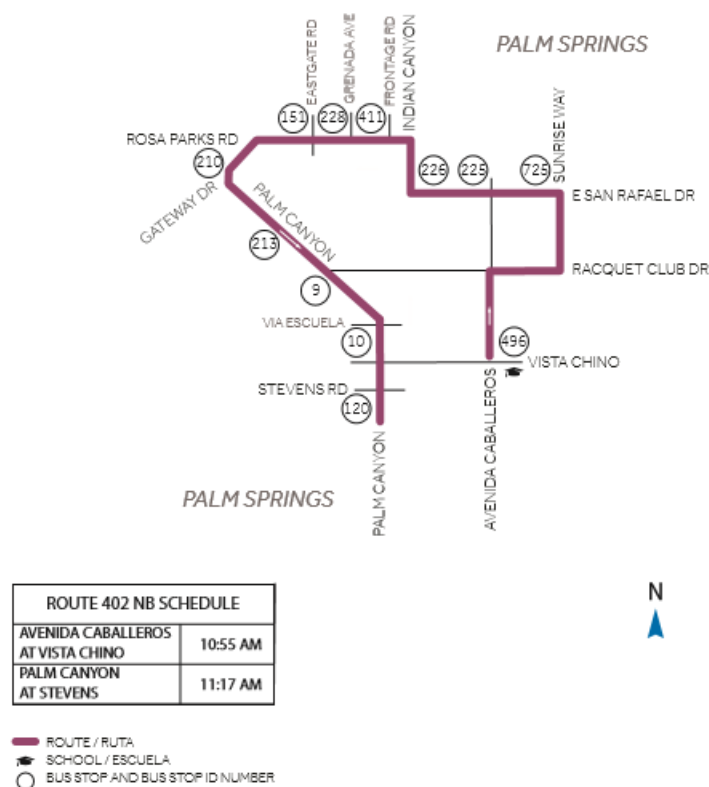 PALM SPRINGS
EASTGATE RD
GRENADA AVE
FRONTAGE RD
INDIAN CANYON
SUNRISE WAY
151
228
411
ROSA PARKS RD
210
226
225
725
E SAN RAFAEL DR
GATEWAY DR
PALM CANYON
213
RACQUET CLUB DR
9
VIA ESCUELA
10
496
VISTA CHINO
STEVENS RD
120
AVENIDA CABALLEROS
PALM CANYON
PALM SPRINGS
ROUTE 402 NB SCHEDULE
AVENIDA CABALLEROS
AT VISTA CHINO
10:55 AM
PALM CANYON
AT STEVENS
11:17 AM
N
ROUTE / RUTA
SCHOOL / ESCUELA
BUS STOP AND BUS STOP ID NUMBER